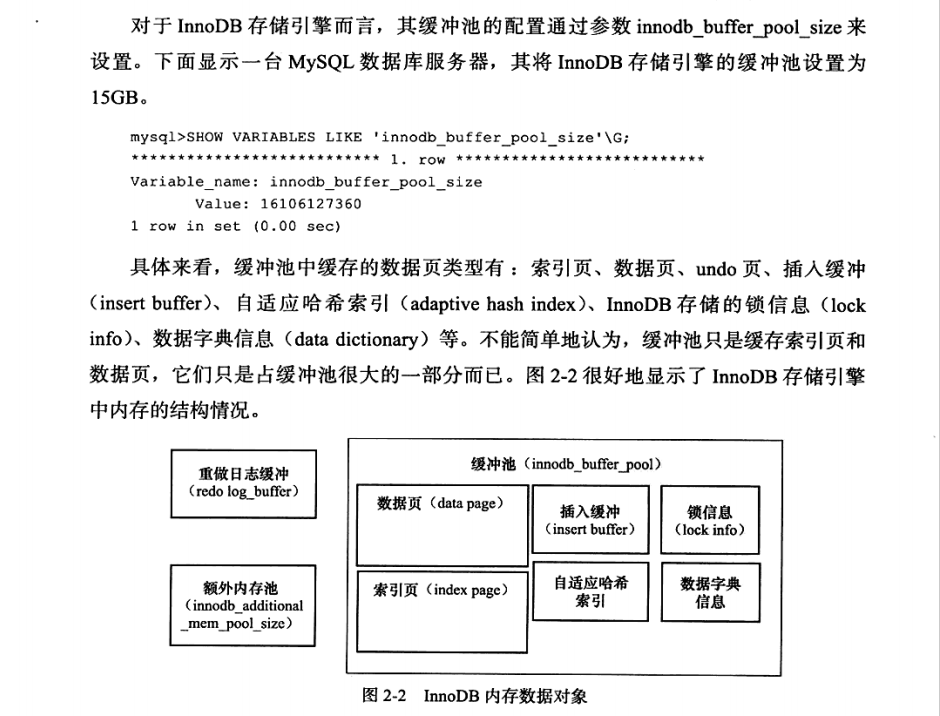 对于 InnoDB 存储引擎而言，其缓冲池的配置通过参数 innodb_buffer_pool_size 来
设置。下面显示一台 MySQL 数据库服务器，其将 InnoDB 存储引擎的缓冲池设置为
15GB。
mysql>SHOW VARIABLES LIKE 'innodb_buffer_pool_size'\G;
*************************** 1. row ***************************
Variable_name: innodb_buffer_pool_size
Value: 16106127360
1 row in set (0.00 sec)
具体来看，缓冲池中缓存的数据页类型有：索引页、数据页、undo 页、插入缓冲
（insert buffer）、自适应哈希索引（adaptive hash index）、InnoDB 存储的锁信息（lock
info）、数据字典信息（data dictionary）等。不能简单地认为，缓冲池只是缓存索引页和
数据页，它们只是占缓冲池很大的一部分而已。图 2-2 很好地显示了 InnoDB 存储引擎
中内存的结构情况。
重做日志缓冲
（redo log_buffer）
额外内存池
（innodb_additional
_mem_pool_size）
缓冲池（innodb_buffer_pool）
数据页（data page）
插入缓冲
（insert buffer）
锁信息
（lock info）
索引页（index page）
自适应哈希
索引
数据字典
信息
图 2-2 InnoDB 内存数据对象